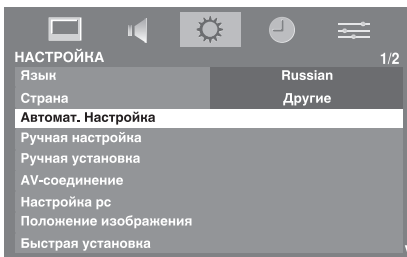 НАСТРОЙКА 1/2
Язык Russian
Страна Другие
Автомат. Настройка
Ручная настройка
Ручная установка
AV-соединение
Настройка pc
Положение изображения
Быстрая установка